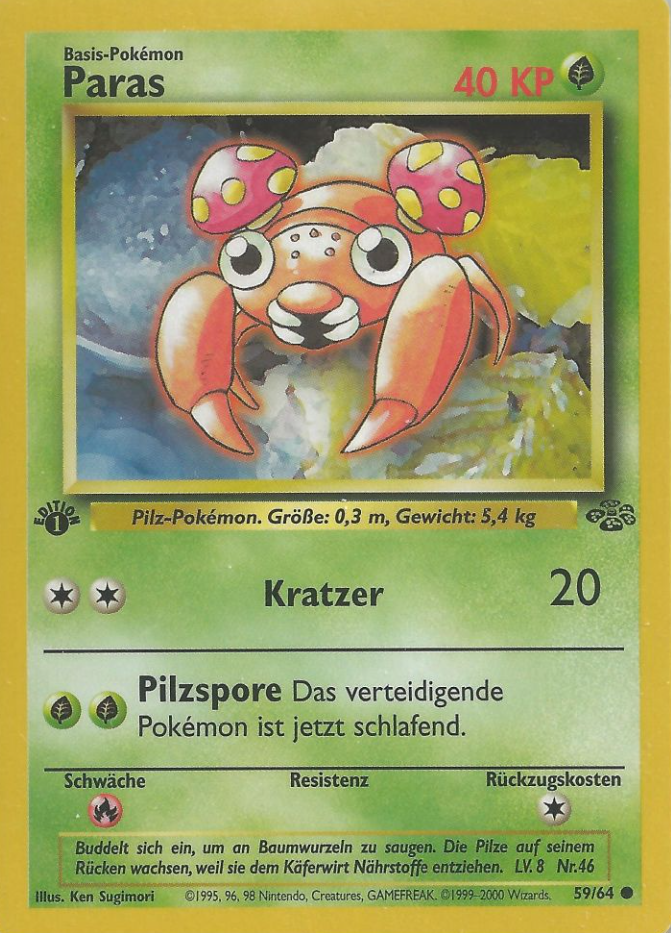 Basis-Pokémon
Paras
40 KP
EDITION
1
Pilz-Pokémon. Größe: 0,3 m, Gewicht: 5,4 kg
Kratzer 20
Pilzspore Das verteidigende
Pokémon ist jetzt schlafend.
Schwäche Resistenz Rückzugskosten
Buddelt sich ein, um an Baumwurzeln zu saugen. Die Pilze auf seinem
Rücken wachsen, weil sie dem Käferwirt Nährstoffe entziehen. LV. 8 Nr. 46
Illus. Ken Sugimori ©1995, 96, 98 Nintendo, Creatures, GAMEFREAK. ©1999-2000 Wizards. 59/64